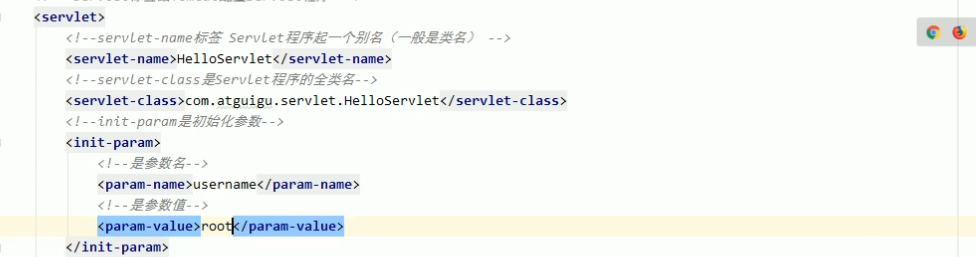 <servlet>
<!--servlet-name标签 Servlet程序起一个别名（一般是类名） -->
<servlet-name>HelloServlet</servlet-name>
<!--servlet-class是Servlet程序的全类名-->
<servlet-class>com.atguigu.servlet.HelloServlet</servlet-class>
<!--init-param是初始化参数-->
<init-param>
<!--是参数名-->
<param-name>username</param-name>
<!--是参数值-->
<param-value>root</param-value>
</init-param>